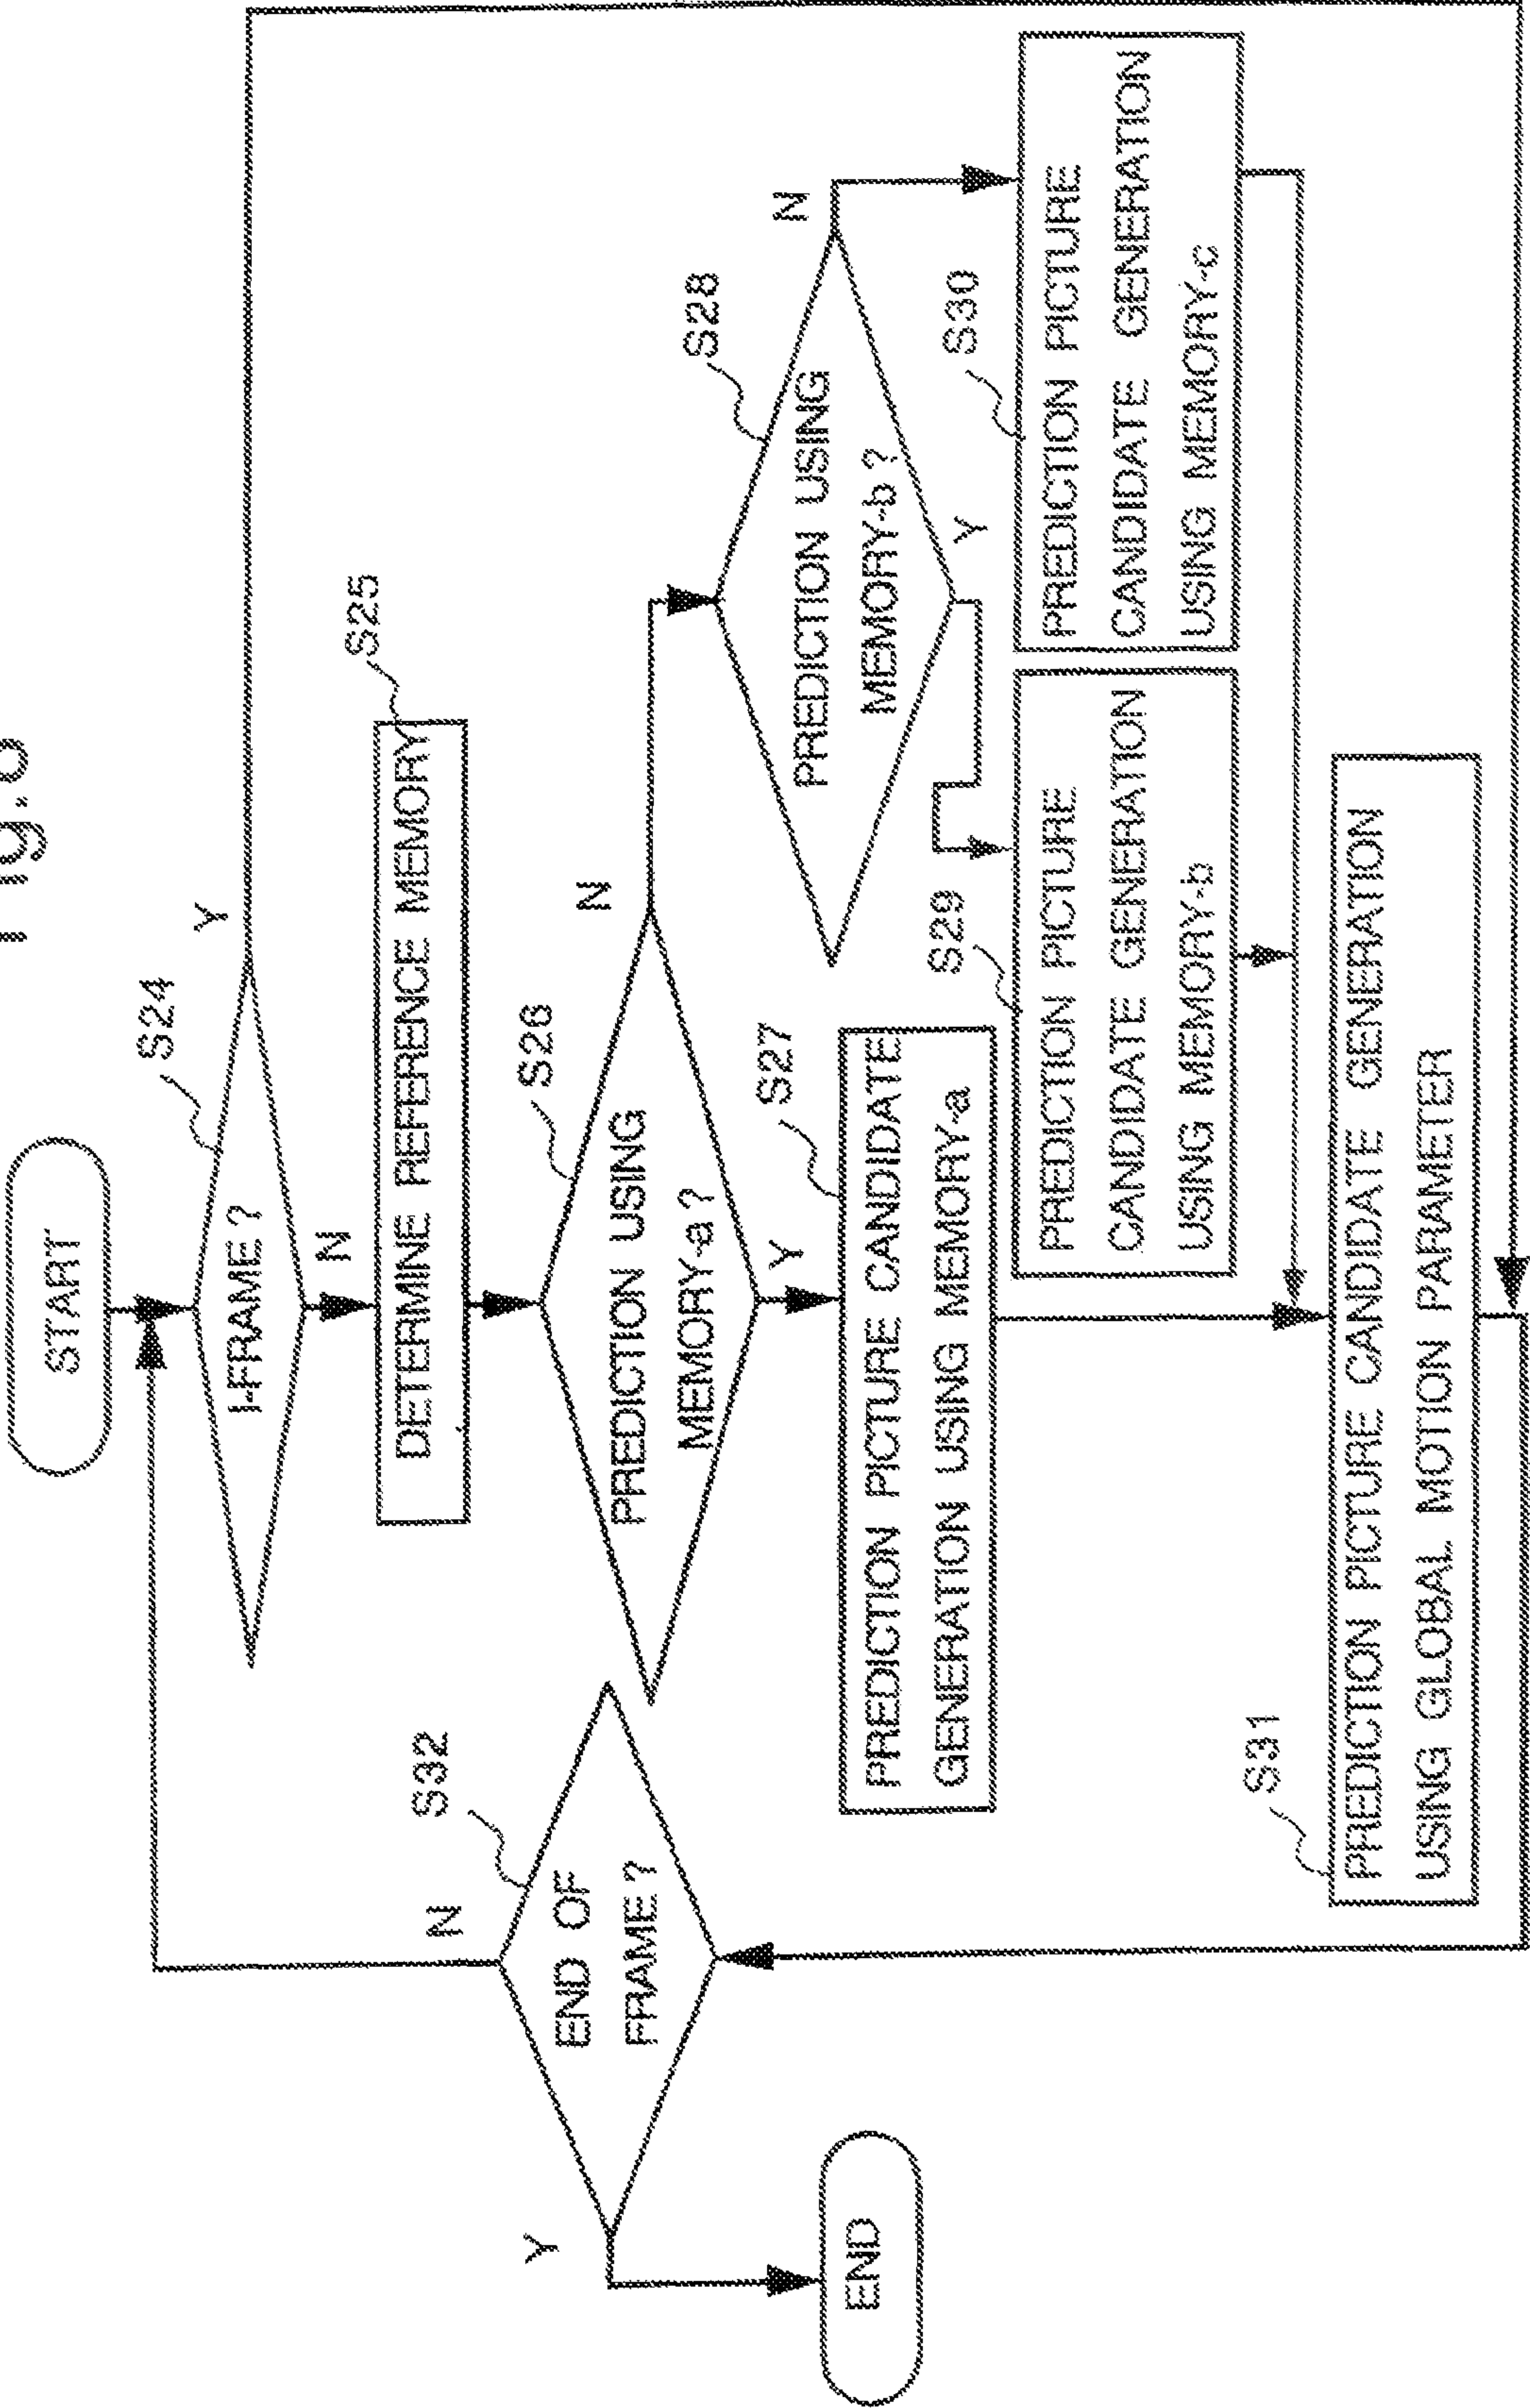 Fig.
START
S24
I-FRAME ?
Y
N
S25
DETERMINE REFERENCE MEMORY
S26
PREDICTION USING
MEMORY-a ?
N
Y
S27
PREDICTION PICTURE CANDIDATE
GENERATION USING MEMORY-a
S28
PREDICTION USING
MEMORY-b ?
N
Y
S29
PREDICTION PICTURE
CANDIDATE GENERATION
USING MEMORY-b
S30
PREDICTION PICTURE
CANDIDATE GENERATION
USING MEMORY-c
S31
PREDICTION PICTURE CANDIDATE GENERATION
USING GLOBAL MOTION PARAMETER
S32
END OF
FRAME ?
N
Y
END